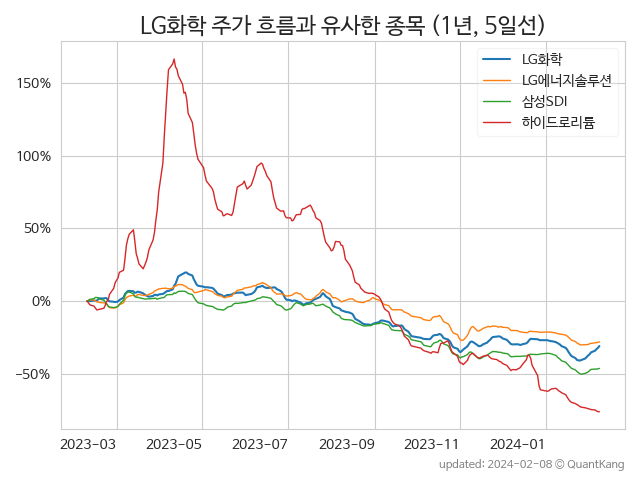 LG화학 주가 흐름과 유사한 종목 (1년, 5일선)
LG화학
LG에너지솔루션
삼성SDI
하이드로리튬
150%
100%
50%
0%
−50%
2023-03 2023-05 2023-07 2023-09 2023-11 2024-01
updated: 2024-02-08 © QuantKang